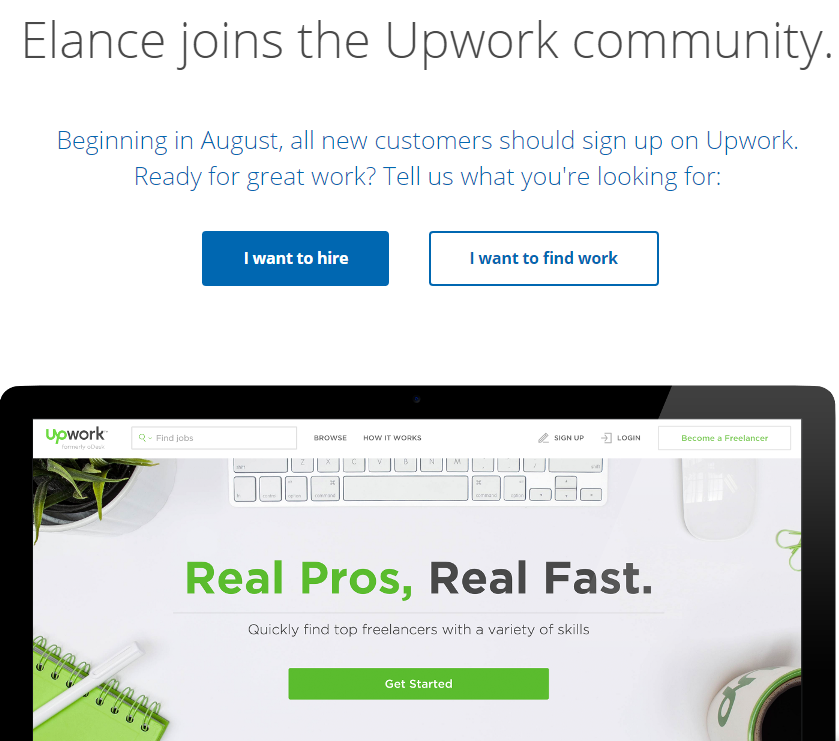 Elance joins the Upwork community.
Beginning in August, all new customers should sign up on Upwork.
Ready for great work? Tell us what you're looking for:
I want to hire
I want to find work
Upwork
formerly oDesk
Find jobs
BROWSE
HOW IT WORKS
SIGN UP
LOGIN
Become a Freelancer
Z X C V B N M
command
command
Real Pros, Real Fast.
Quickly find top freelancers with a variety of skills
Get Started